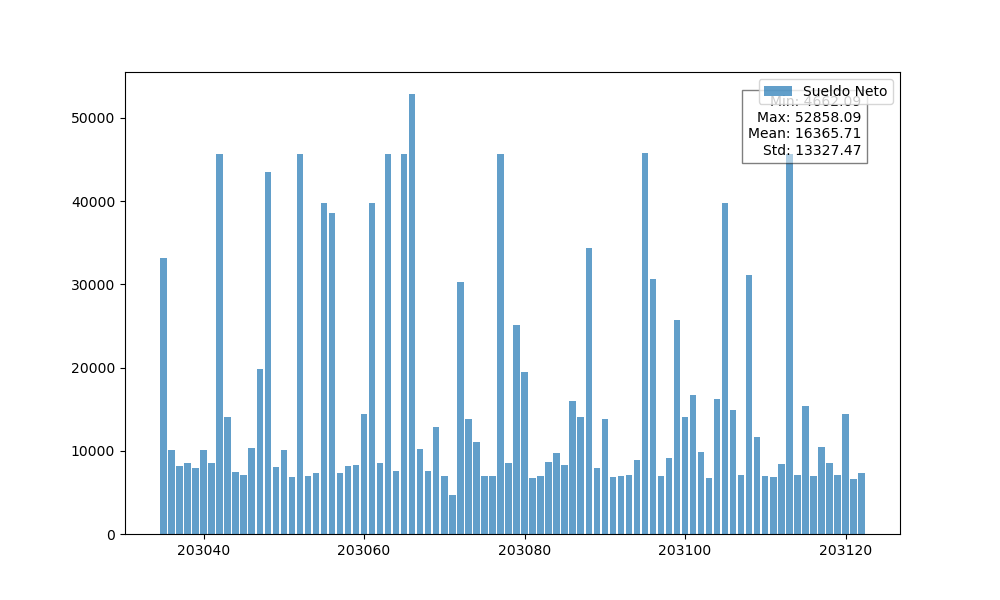 Sueldo Neto
Min: 4662.09
Max: 52858.09
Mean: 16365.71
Std: 13327.47
50000
40000
30000
20000
10000
0
203040
203060
203080
203100
203120